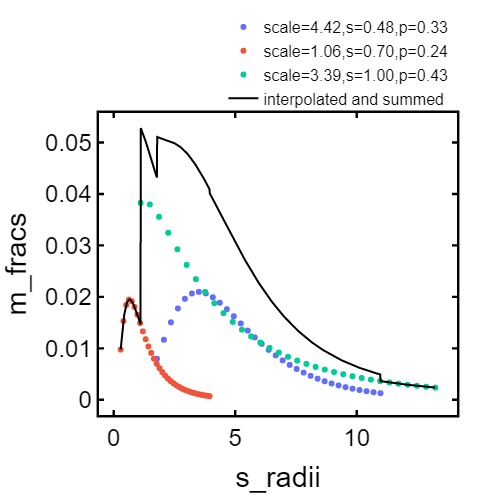 scale=4.42,s=0.48,p=0.33
scale=1.06,s=0.70,p=0.24
scale=3.39,s=1.00,p=0.43
interpolated and summed
0.05
0.04
0.03
0.02
0.01
0
m_fracs
0 5 10
s_radii